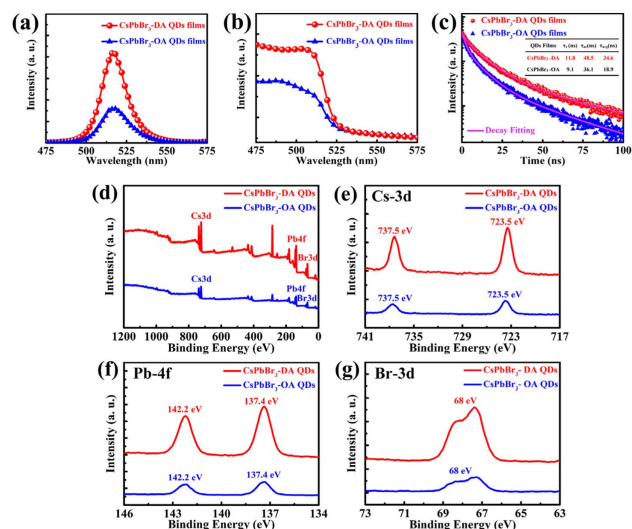 (a)
CsPbBr3-DA QDs films
CsPbBr3-OA QDs films
Intensity (a. u.)
475 500 525 550 575
Wavelength (nm)
(b)
CsPbBr3-DA QDs films
CsPbBr3-OA QDs films
Intensity (a. u.)
475 500 525 550 575
Wavelength (nm)
(c)
CsPbBr3-DA QDs films
CsPbBr3-OA QDs films
QDs Films (ns) (ns) (ns)
CsPbBr3-DA 11.8 48.5 34.6
CsPbBr3-OA 9.1 36.1 18.9
Decay Fitting
Intensity (a. u.)
0 25 50 75 100
Time (ns)
(d)
CsPbBr3-DA QDs
CsPbBr3-OA QDs
Cs3d
Pb4f
Br3d
Cs3d
Pb4f
Br3d
Intensity (a. u.)
1200 1000 800 600 400 200 0
Binding Energy (eV)
(e)
Cs-3d
CsPbBr3-DA QDs
CsPbBr3-OA QDs
737.5 eV
723.5 eV
737.5 eV
723.5 eV
Intensity (a. u.)
741 735 729 723 717
Binding Energy (eV)
(f)
Pb-4f
CsPbBr3-DA QDs
CsPbBr3-OA QDs
142.2 eV
137.4 eV
142.2 eV
137.4 eV
Intensity (a. u.)
146 143 140 137 134
Binding Energy (eV)
(g)
Br-3d
CsPbBr3- DA QDs
CsPbBr3- OA QDs
68 eV
68 eV
Intensity (a. u.)
73 71 69 67 65 63
Binding Energy (eV)